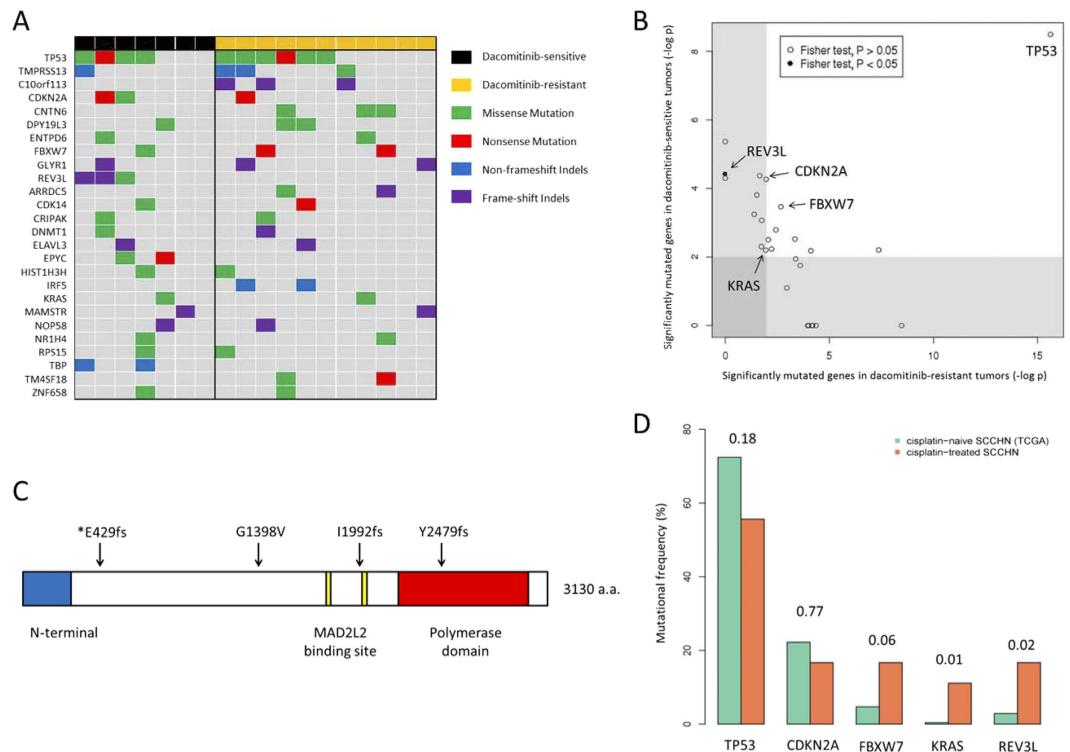 A
TP53
TMPRSS13
C10orf113
CDKN2A
CNTN6
DPY19L3
ENTPD6
FBXW7
GLYR1
REV3L
ARRDC5
CDK14
CRIPAK
DNMT1
ELAVL3
EPYC
HIST1H3H
IRF5
KRAS
MAMSTR
NOP58
NR1H4
RPS15
TBP
TM4SF18
ZNF658
Dacomitinib-sensitive
Dacomitinib-resistant
Missense Mutation
Nonsense Mutation
Non-frameshift Indels
Frame-shift Indels
B
Significantly mutated genes in dacomitinib-sensitive tumors (-log p)
8
6
4
2
0
Fisher test, P > 0.05
Fisher test, P < 0.05
TP53
REV3L
CDKN2A
FBXW7
KRAS
0 5 10 15
Significantly mutated genes in dacomitinib-resistant tumors (-log p)
C
*E429fs G1398V I1992fs Y2479fs
3130 a.a.
N-terminal
MAD2L2
binding site
Polymerase
domain
D
Mutational frequency (%)
80
60
40
20
0
cisplatin-naive SCCHN (TCGA)
cisplatin-treated SCCHN
0.18
0.77
0.06
0.01
0.02
TP53 CDKN2A FBXW7 KRAS REV3L